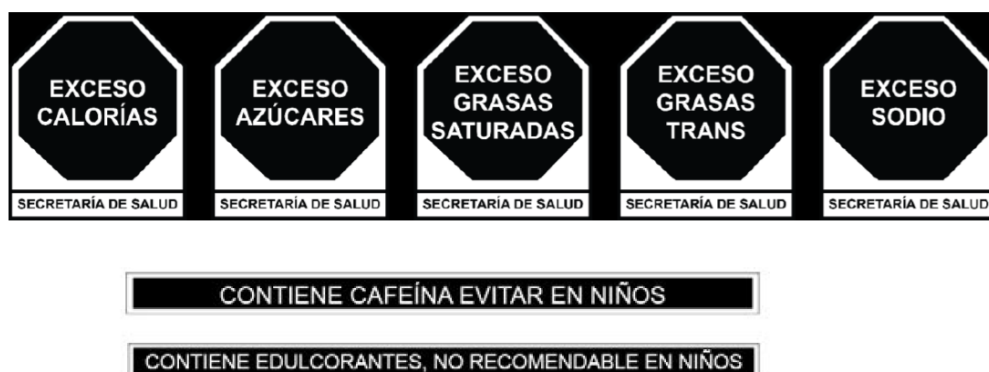 EXCESO
CALORÍAS
SECRETARÍA DE SALUD
EXCESO
AZÚCARES
SECRETARÍA DE SALUD
EXCESO
GRASAS
SATURADAS
SECRETARÍA DE SALUD
EXCESO
GRASAS
TRANS
SECRETARÍA DE SALUD
EXCESO
SODIO
SECRETARÍA DE SALUD
CONTIENE CAFEÍNA EVITAR EN NIÑOS
CONTIENE EDULCORANTES, NO RECOMENDABLE EN NIÑOS